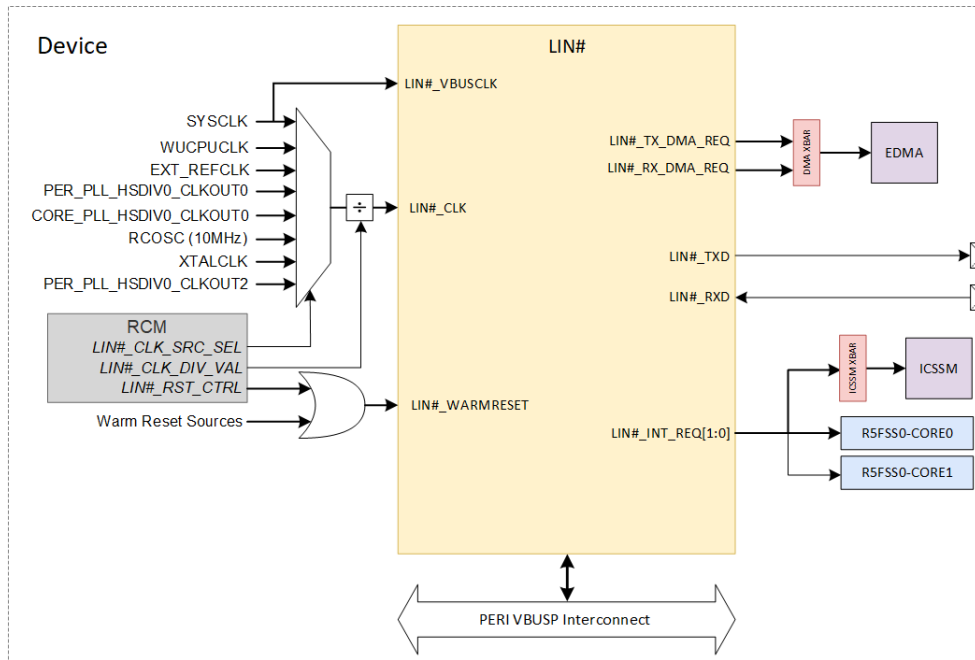 Device
LIN#
LIN#_VBUSCLK
SYSCLK
WUCPUCLK
EXT_REFCLK
PER_PLL_HSDIV0_CLKOUT0
CORE_PLL_HSDIV0_CLKOUT0
RCOSC (10MHz)
XTALCLK
PER_PLL_HSDIV0_CLKOUT2
÷
LIN#_CLK
RCM
LIN#_CLK_SRC_SEL
LIN#_CLK_DIV_VAL
LIN#_RST_CTRL
Warm Reset Sources
LIN#_WARMRESET
LIN#_TX_DMA_REQ
LIN#_RX_DMA_REQ
DMA XBAR
EDMA
LIN#_TXD
LIN#_RXD
ICSSM XBAR
ICSSM
LIN#_INT_REQ[1:0]
R5FSS0-CORE0
R5FSS0-CORE1
PERI VBUSP Interconnect